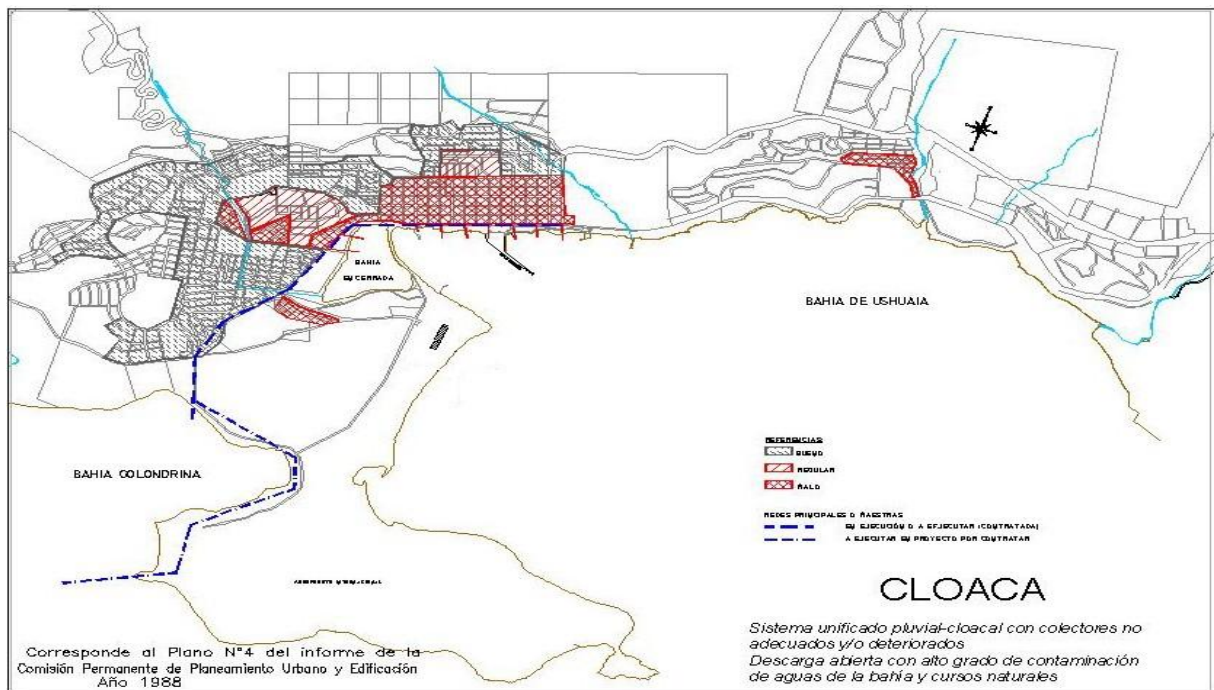 BAHIA
ENCERRADA
BAHIA DE USHUAIA
BAHIA GOLONDRINA
REFERENCIAS
BUENO
REGULAR
MALO
REDES PRINCIPALES O MAESTRAS
EN EJECUCIÓN O A EJECUTAR (CONTRATADA)
A EJECUTAR EN PROYECTO POR CONTRATAR
AEROPUERTO INTERNACIONAL
CLOACA
Sistema unificado pluvial-cloacal con colectores no
adecuados y/o deteriorados
Descarga abierta con alto grado de contaminación
de aguas de la bahía y cursos naturales
Corresponde al Plano N°4 del informe de la
Comisión Permanente de Planeamiento Urbano y Edificación
Año 1988